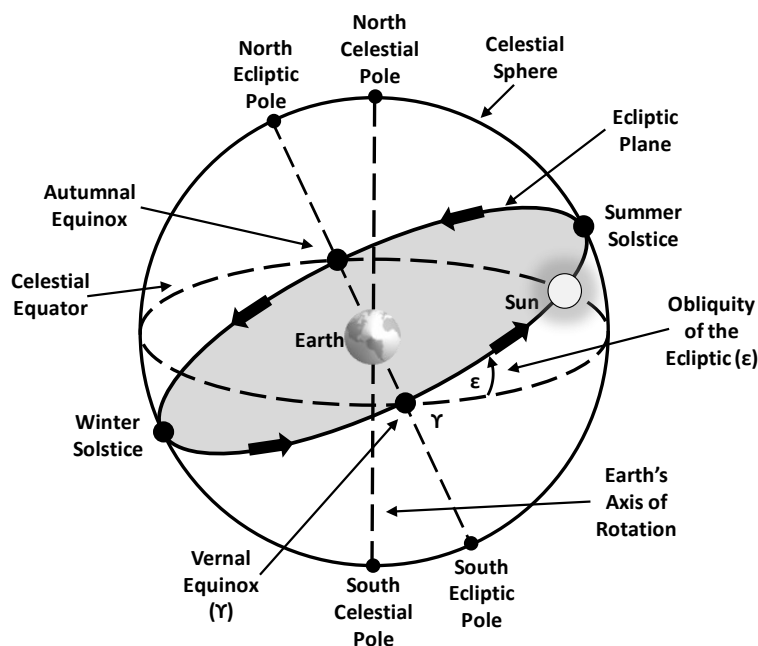 North
Celestial
Pole
North
Ecliptic
Pole
Celestial
Sphere
Ecliptic
Plane
Autumnal
Equinox
Summer
Solstice
Celestial
Equator
Sun
Obliquity
of the
Ecliptic (ε)
Earth
ε
ϒ
Winter
Solstice
Earth’s
Axis of
Rotation
Vernal
Equinox
(ϒ)
South
Celestial
Pole
South
Ecliptic
Pole